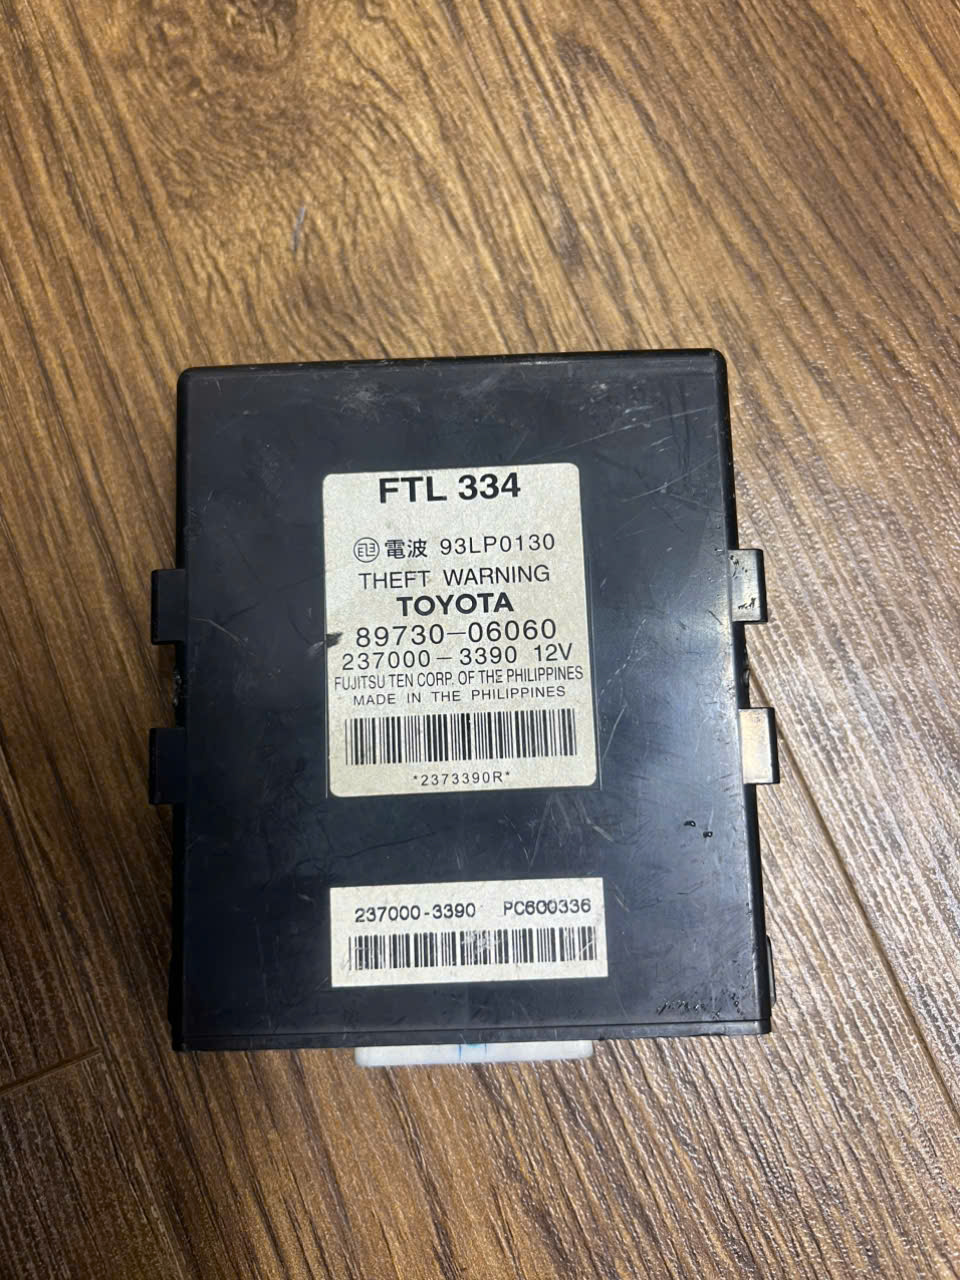 FTL 334
電波 93LP0130
THEFT WARNING
TOYOTA
89730-06060
237000-3390 12V
FUJITSU TEN CORP. OF THE PHILIPPINES
MADE IN THE PHILIPPINES
*2373390R*
237000-3390 PC600336